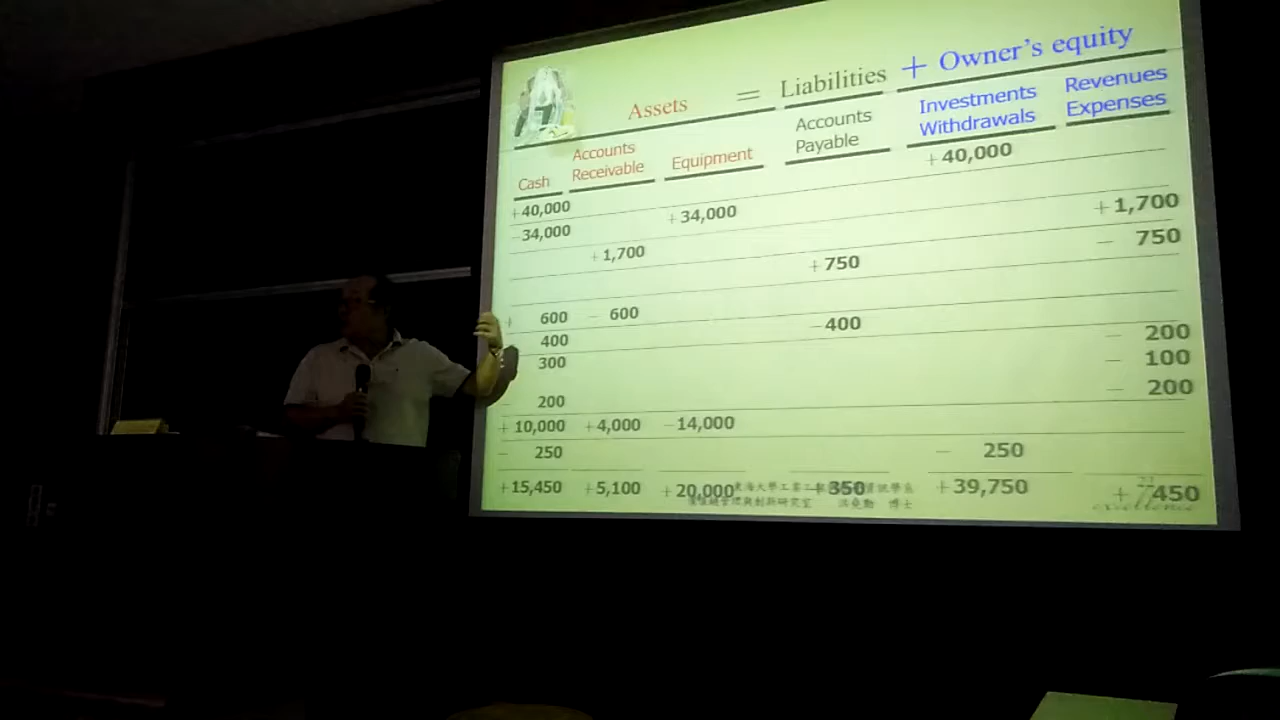 Assets = Liabilities + Owner's equity
Cash Accounts Receivable Equipment Accounts Payable Investments Withdrawals Revenues Expenses
+40,000 +40,000
-34,000 +34,000
+1,700 +1,700
+750 - 750
+ 600 - 600
400 -400
300 - 200
- 100
- 200 - 200
+10,000 +4,000 -14,000
- 250 - 250
+15,450 +5,100 +20,000 350 +39,750 + 450